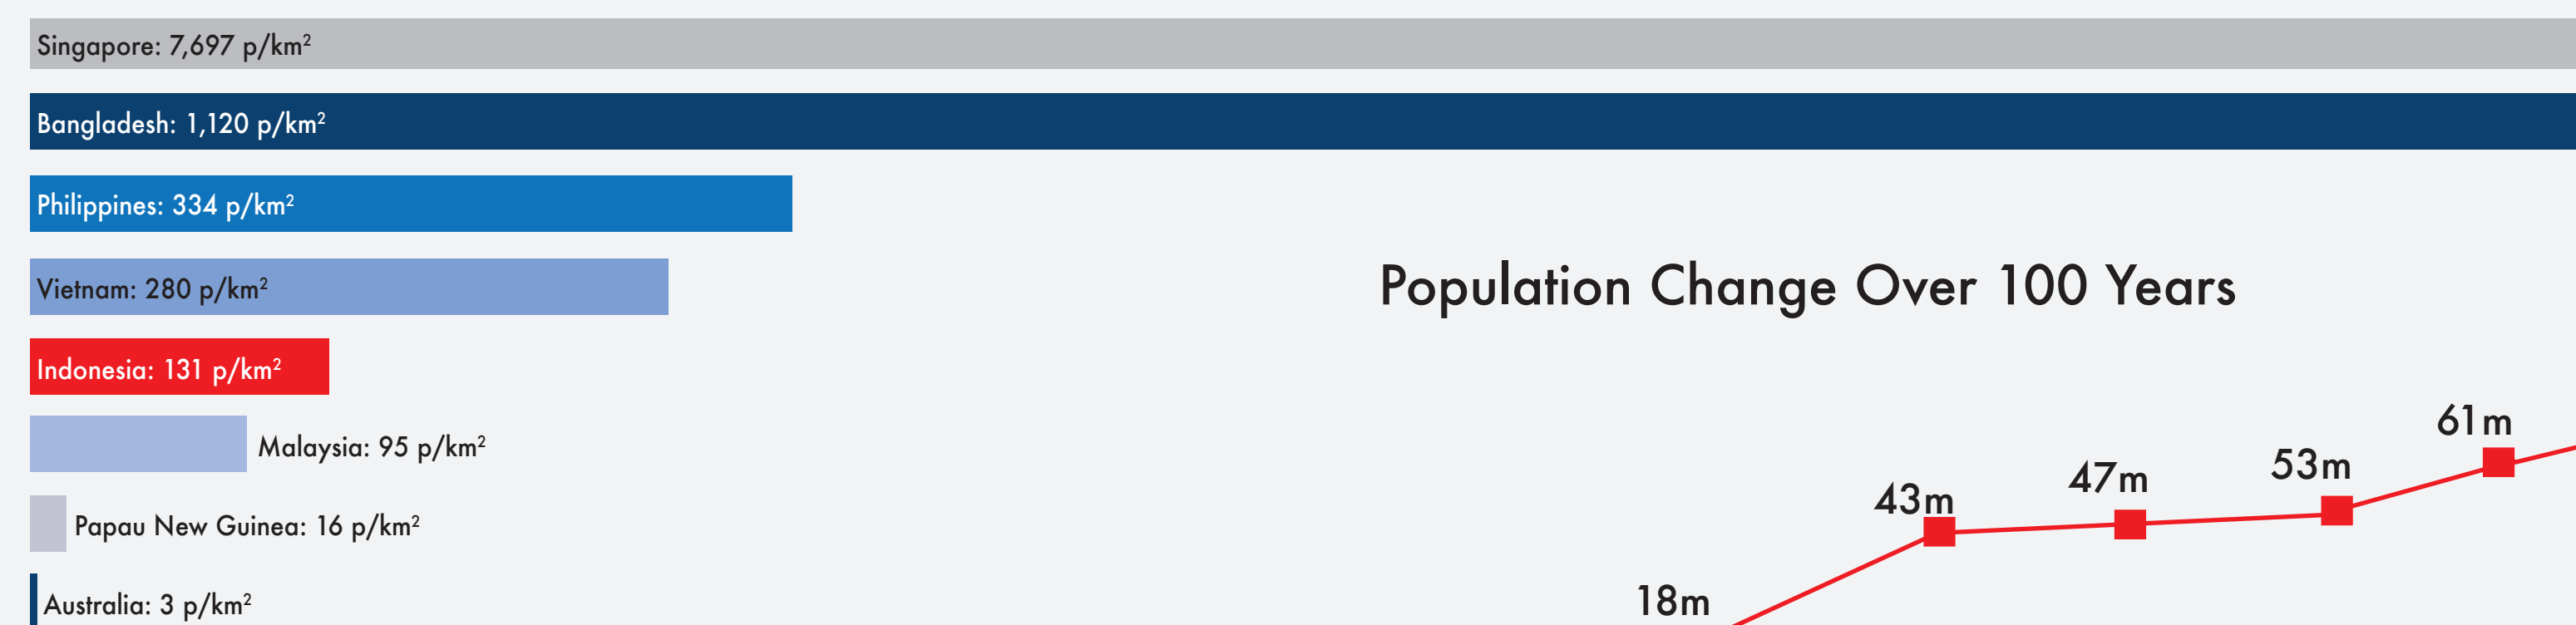 Singapore: 7,697 p/km²
Bangladesh: 1,120 p/km²
Philippines: 334 p/km²
Vietnam: 280 p/km²
Indonesia: 131 p/km²
Malaysia: 95 p/km²
Papau New Guinea: 16 p/km²
Australia: 3 p/km²
Population Change Over 100 Years
18m
43m
47m
53m
61m